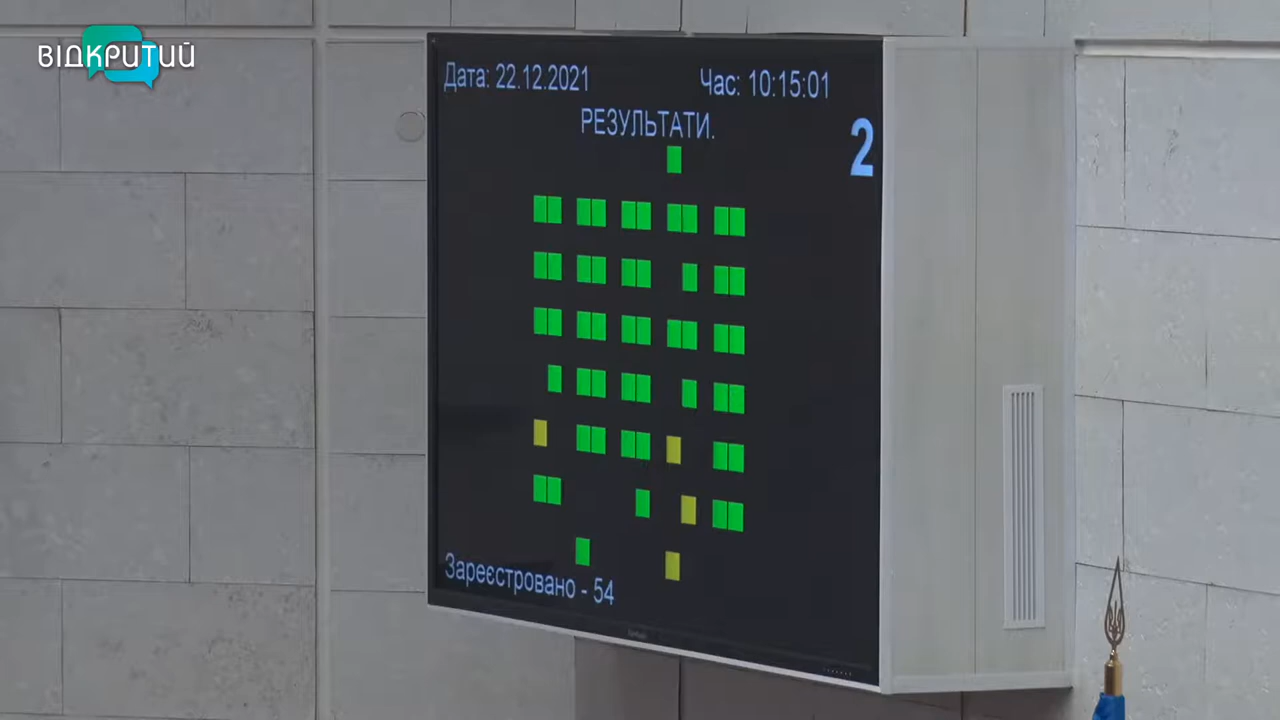 ВІДКРИТИЙ
Дата: 22.12.2021 Час: 10:15:01
РЕЗУЛЬТАТИ.
2
Зареєстровано - 54